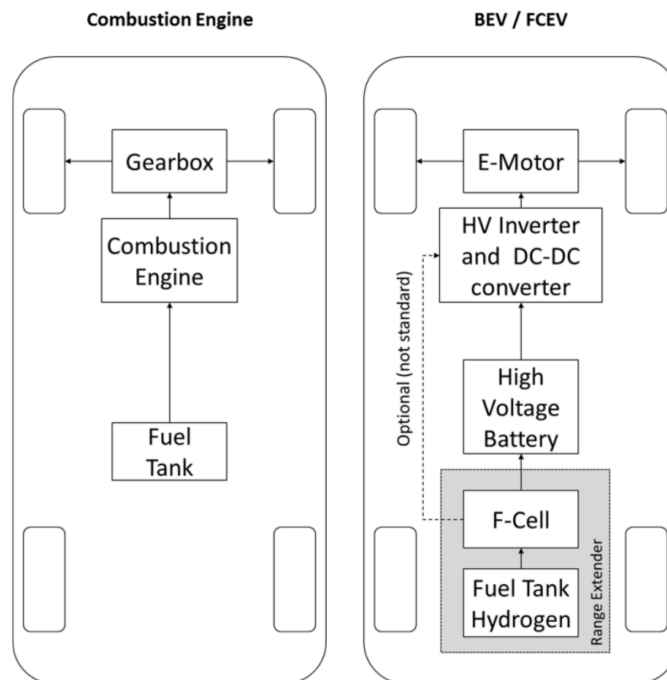 Combustion Engine
BEV / FCEV
Gearbox
Combustion
Engine
Fuel
Tank
E-Motor
HV Inverter
and DC-DC
converter
Optional (not standard)
High
Voltage
Battery
F-Cell
Fuel Tank
Hydrogen
Range Extender